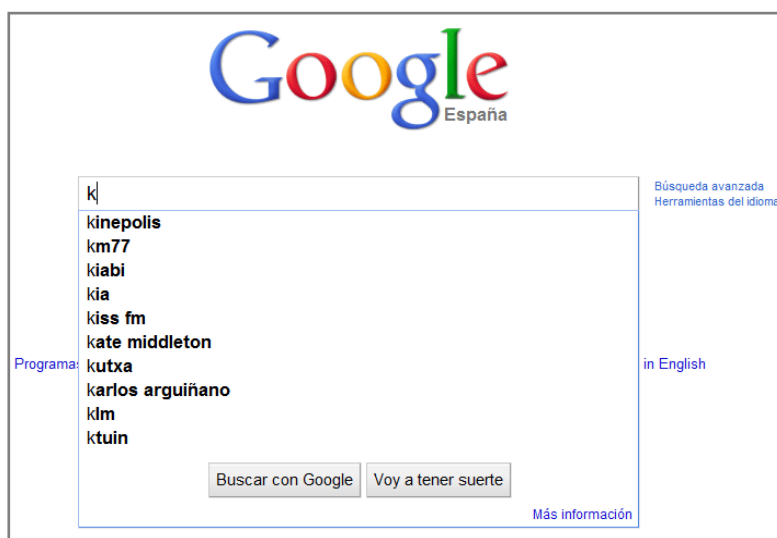 Google
España
k
Búsqueda avanzada
Herramientas del idioma
kinepolis
km77
kiabi
kia
kiss fm
kate middleton
kutxa
karlos arguiñano
klm
ktuin
Programas in English
Buscar con Google Voy a tener suerte
Más información